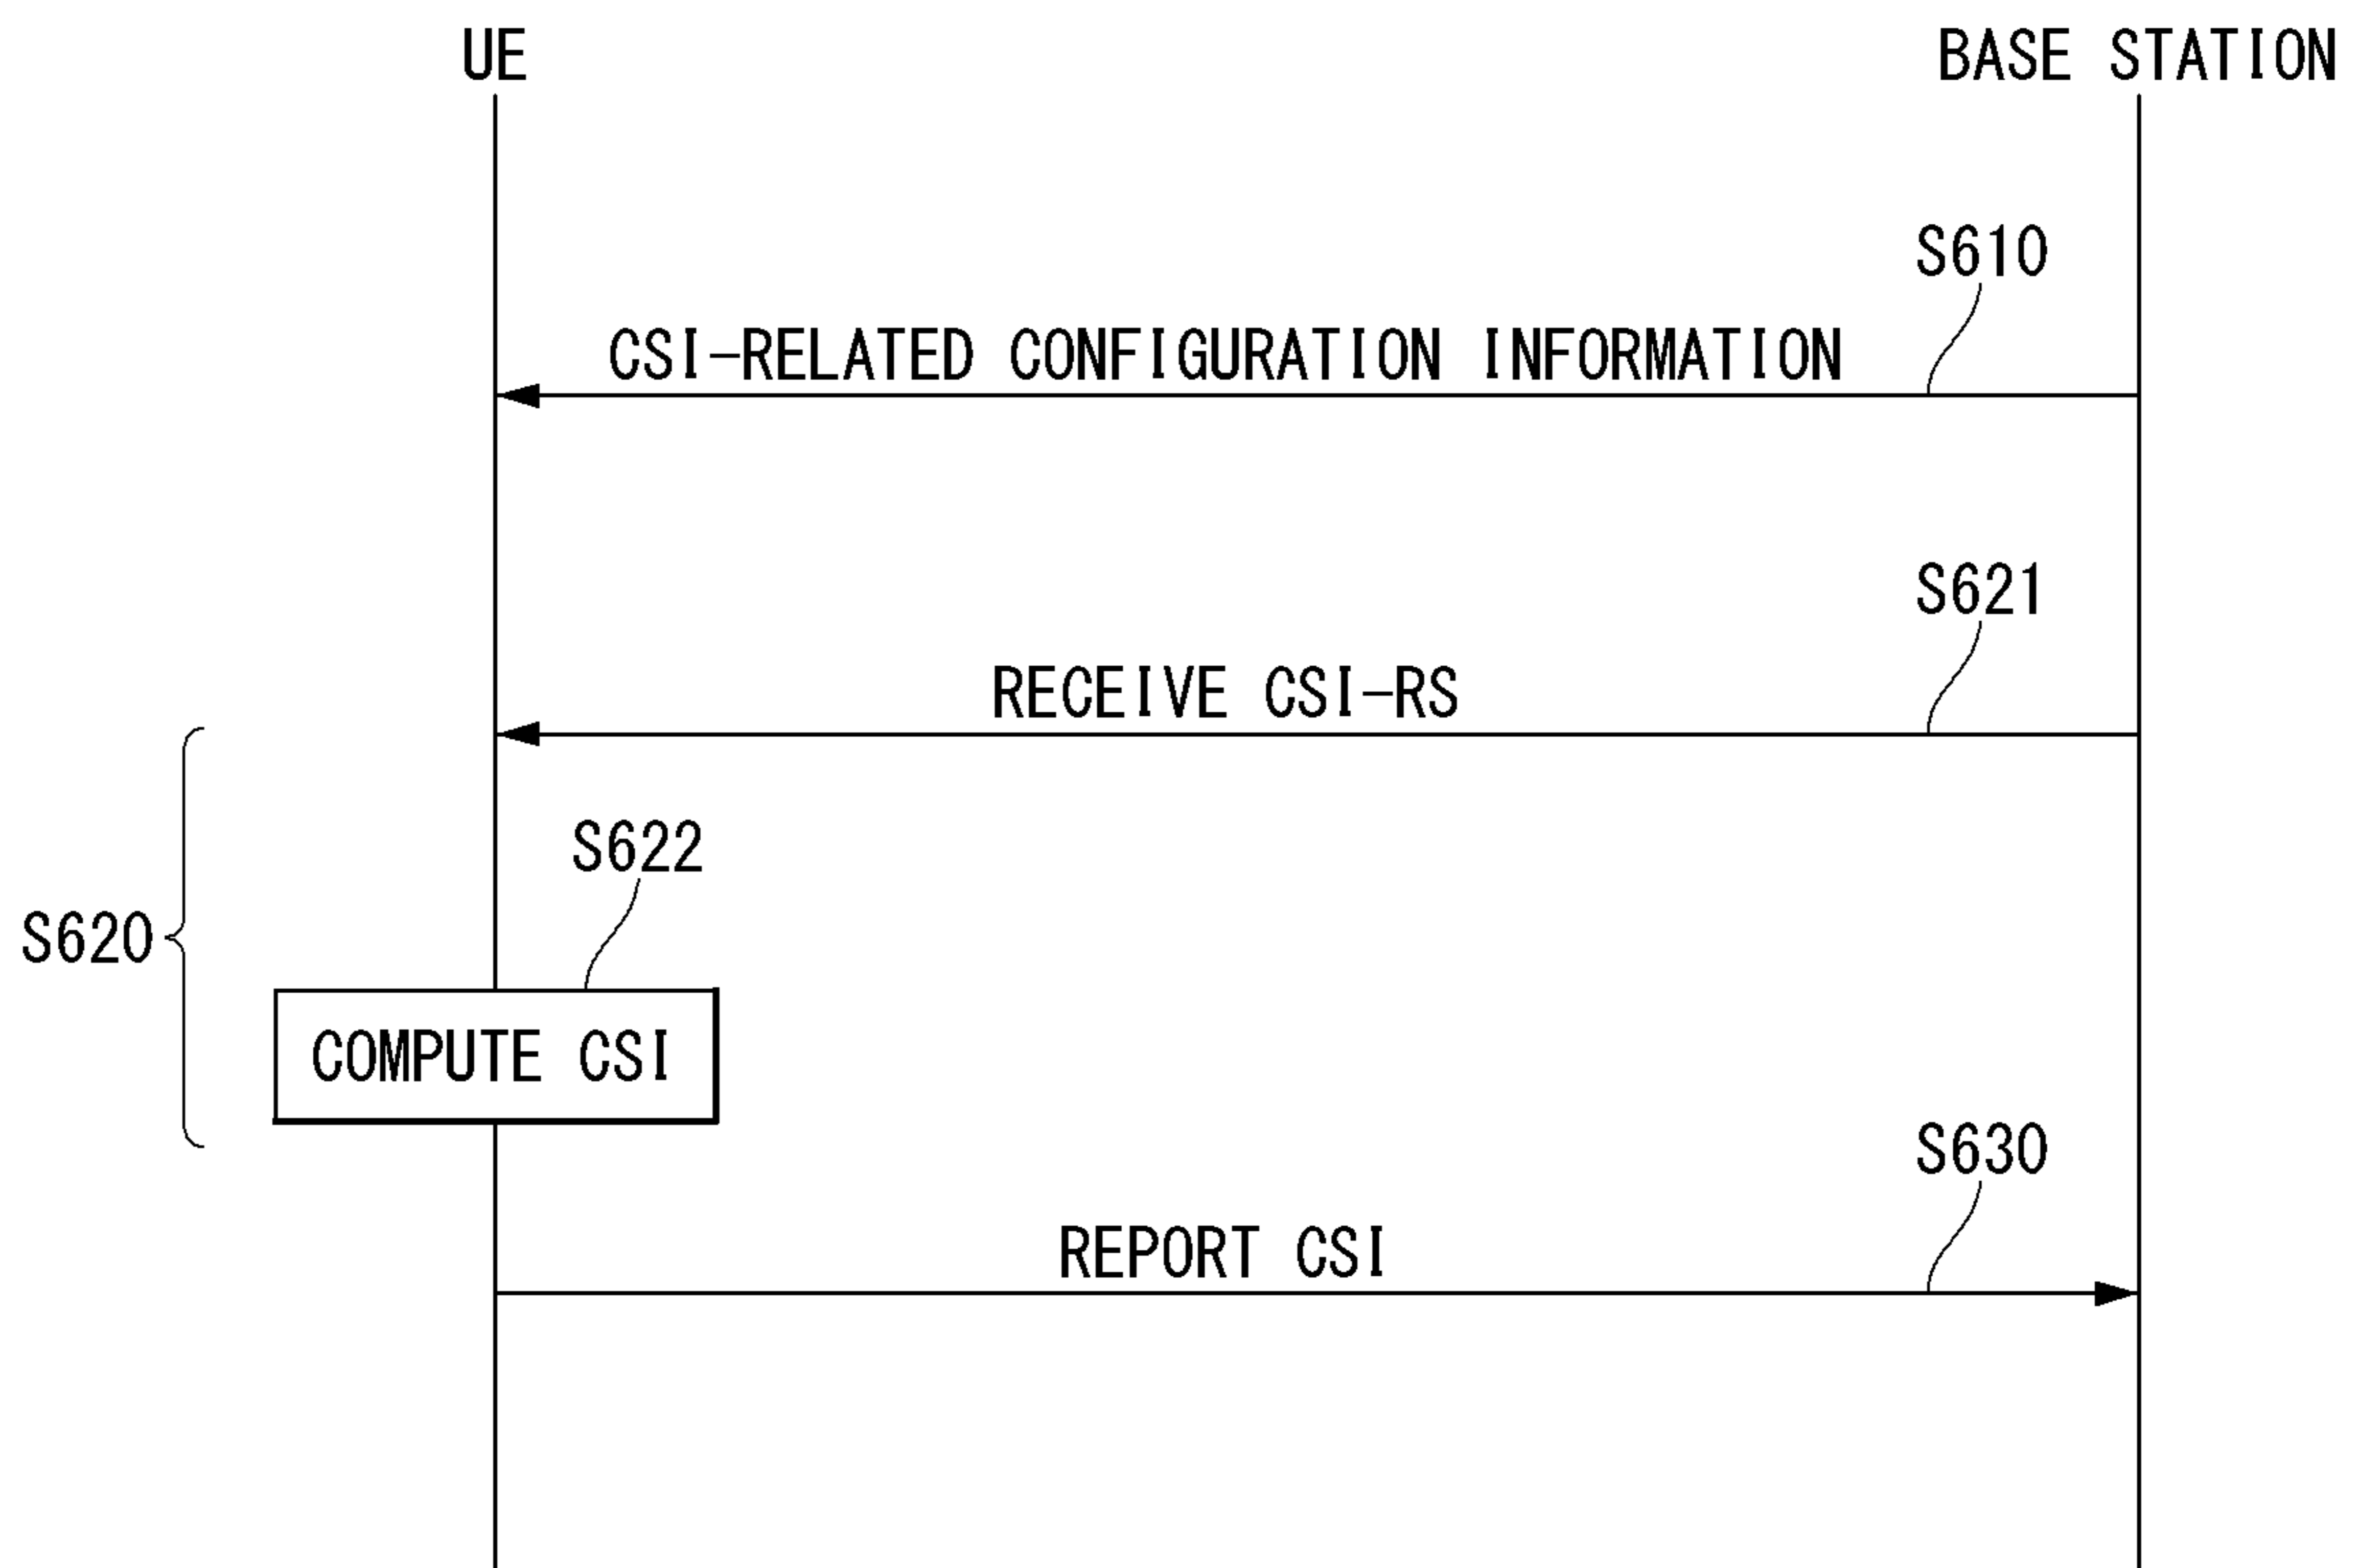 UE
BASE STATION
S610
CSI-RELATED CONFIGURATION INFORMATION
S621
RECEIVE CSI-RS
S622
S620
COMPUTE CSI
S630
REPORT CSI